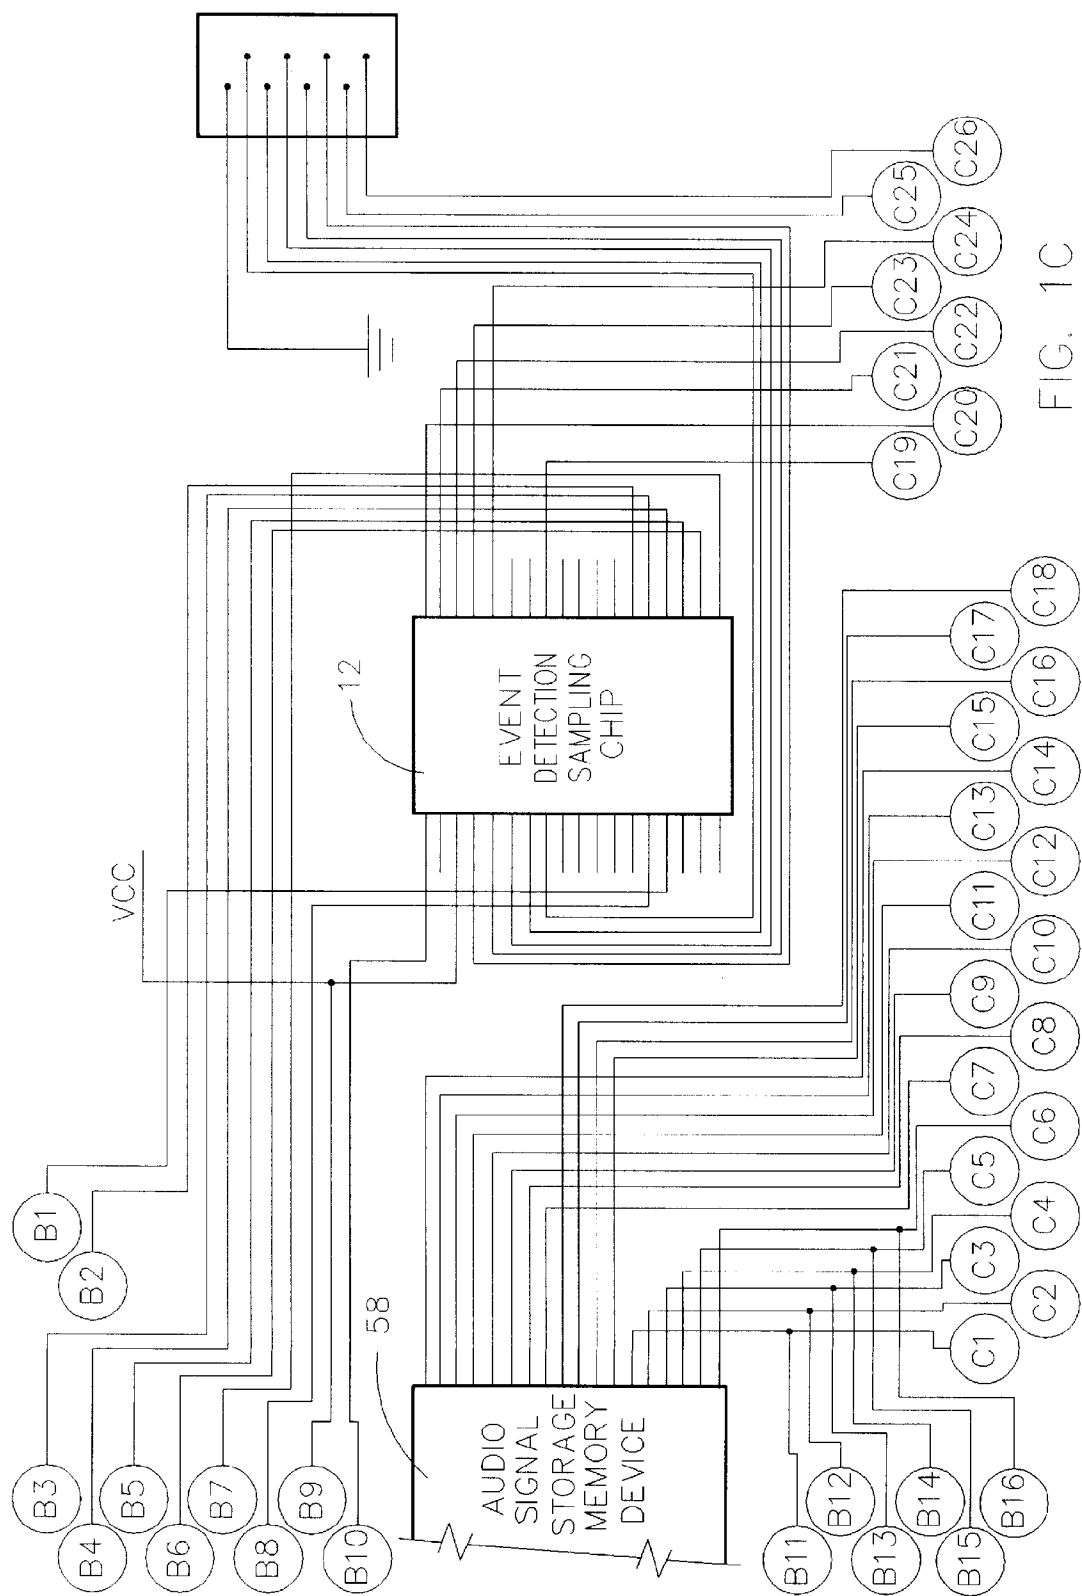 B1
B2
B3
B4
B5
B6
B7
B8
B9
B10
VCC
12
EVENT
DETECTION
SAMPLING
CHIP
58
AUDIO
SIGNAL
STORAGE
MEMORY
DEVICE
B11
B12
B13
B14
B15
B16
C1
C2
C3
C4
C5
C6
C7
C8
C9
C10
C11
C12
C13
C14
C15
C16
C17
C18
C19
C20
C21
C22
C23
C24
C25
C26
FIG. 1C